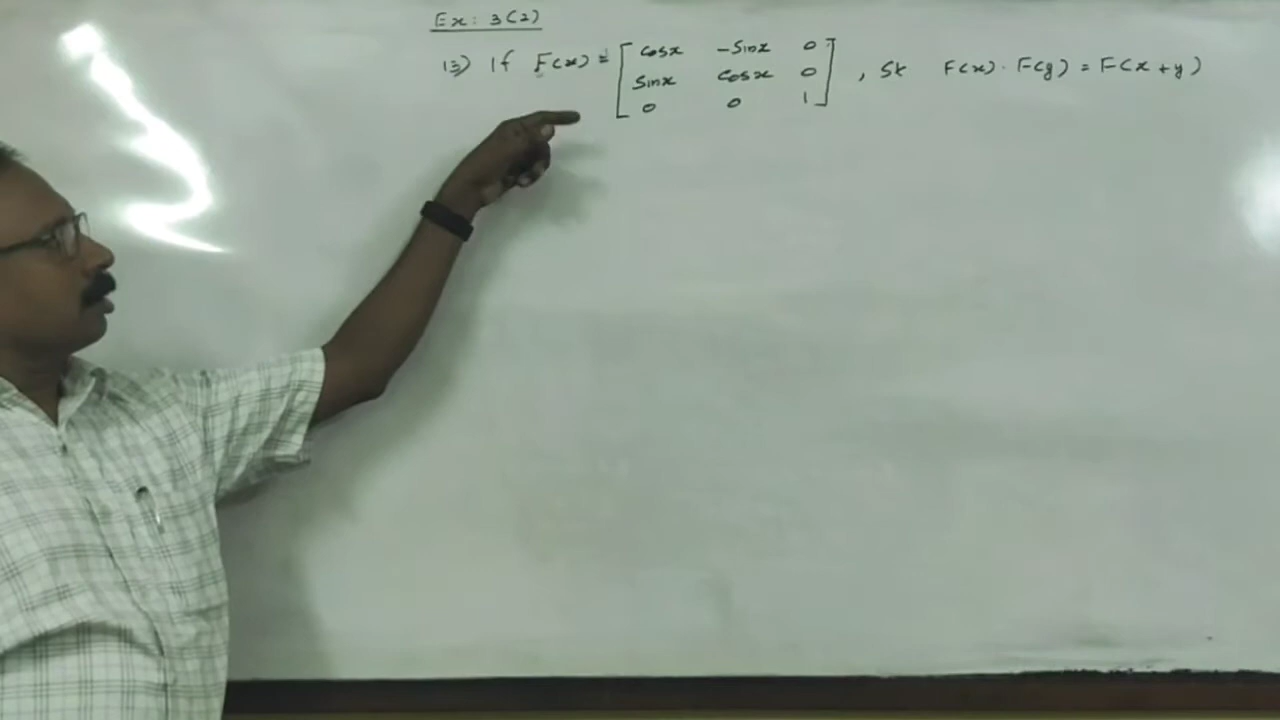 Ex: 3(2)
13) If F(x) = [ cosx -sinx 0 ] , St F(x) · F(y) = F(x+y)
sinx cosx 0
0 0 1